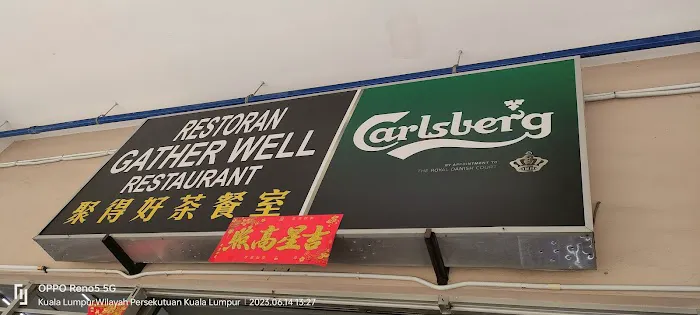 RESTORAN
GATHER WELL
RESTAURANT
聚得好茶餐室
Carlsberg
BY APPOINTMENT TO
THE ROYAL DANISH COURT
照高星吉
OPPO Reno5 5G
Kuala Lumpur,Wilayah Persekutuan Kuala Lumpur | 2023.06.14 13:27